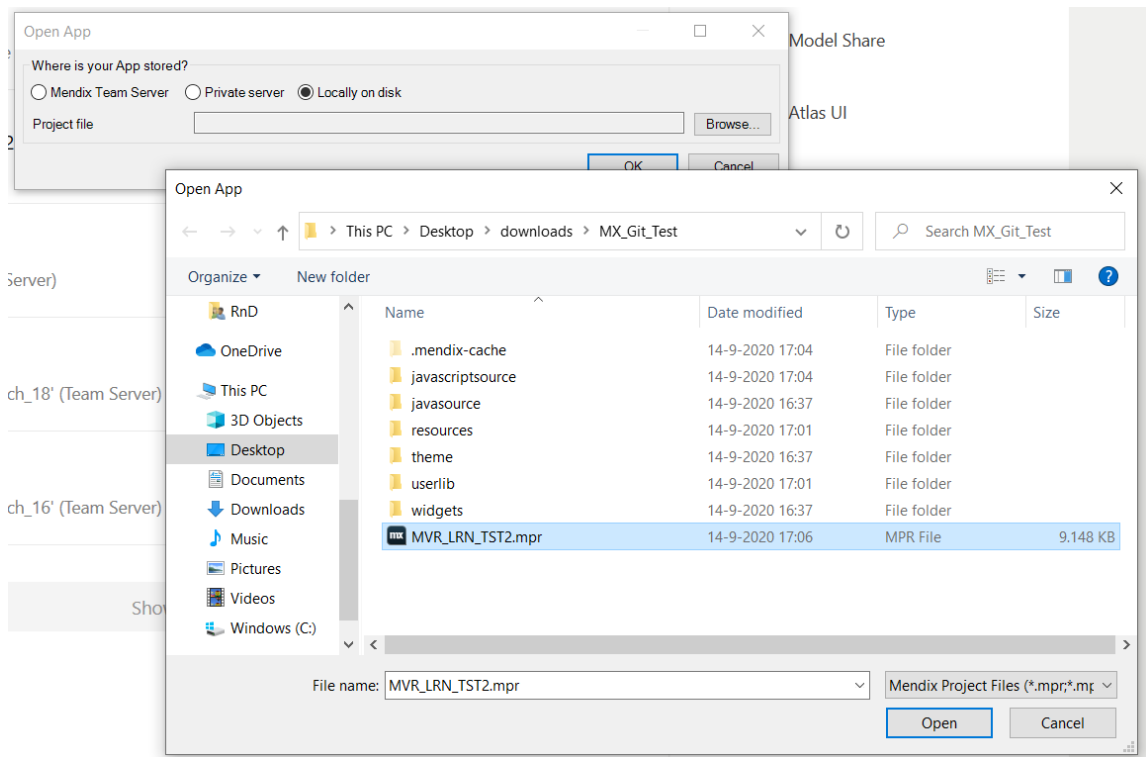 Open App
Model Share
Where is your App stored?
Mendix Team Server Private server Locally on disk
Project file Browse...
Atlas UI
2
OK Cancel
Open App
This PC > Desktop > downloads > MX_Git_Test Search MX_Git_Test
Organize New folder
Server)
RnD
OneDrive
This PC
3D Objects
Desktop
Documents
Downloads
Music
Pictures
Videos
Windows (C:)
ch_18' (Team Server)
ch_16' (Team Server)
Name Date modified Type Size
.mendix-cache 14-9-2020 17:04 File folder
javascriptsource 14-9-2020 17:04 File folder
javasource 14-9-2020 16:37 File folder
resources 14-9-2020 17:01 File folder
theme 14-9-2020 16:37 File folder
userlib 14-9-2020 17:01 File folder
widgets 14-9-2020 16:37 File folder
mx MVR_LRN_TST2.mpr 14-9-2020 17:06 MPR File 9.148 KB
Sho
File name: MVR_LRN_TST2.mpr Mendix Project Files (*.mpr;*.mp
Open Cancel